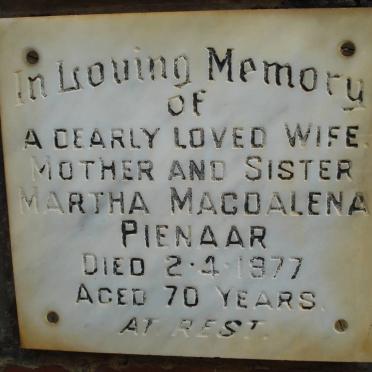 In Loving Memory
OF
A DEARLY LOVED WIFE,
MOTHER AND SISTER
MARTHA MAGDALENA
PIENAAR
DIED 2·4·1977
AGED 70 YEARS.
AT REST.